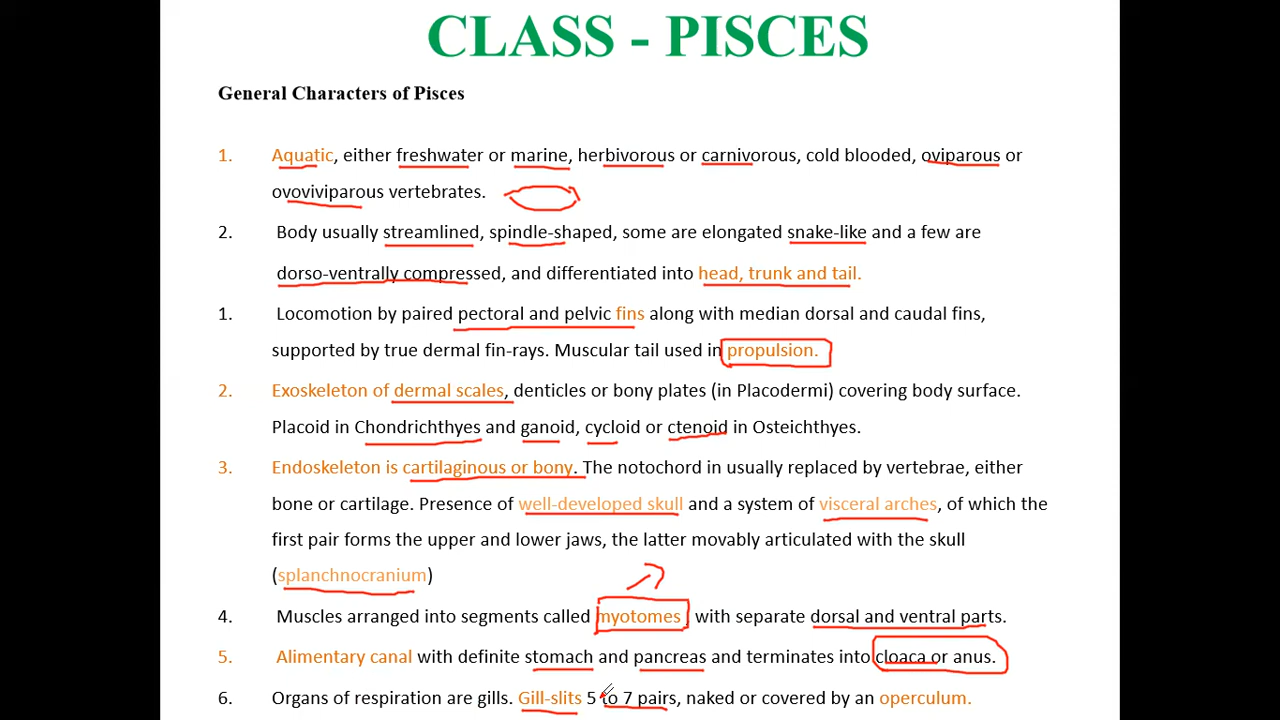 CLASS - PISCES
General Characters of Pisces
1. Aquatic, either freshwater or marine, herbivorous or carnivorous, cold blooded, oviparous or
ovoviviparous vertebrates.
2. Body usually streamlined, spindle-shaped, some are elongated snake-like and a few are
dorso-ventrally compressed, and differentiated into head, trunk and tail.
1. Locomotion by paired pectoral and pelvic fins along with median dorsal and caudal fins,
supported by true dermal fin-rays. Muscular tail used in propulsion.
2. Exoskeleton of dermal scales, denticles or bony plates (in Placodermi) covering body surface.
Placoid in Chondrichthyes and ganoid, cycloid or ctenoid in Osteichthyes.
3. Endoskeleton is cartilaginous or bony. The notochord in usually replaced by vertebrae, either
bone or cartilage. Presence of well-developed skull and a system of visceral arches, of which the
first pair forms the upper and lower jaws, the latter movably articulated with the skull
(splanchnocranium)
4. Muscles arranged into segments called myotomes with separate dorsal and ventral parts.
5. Alimentary canal with definite stomach and pancreas and terminates into cloaca or anus.
6. Organs of respiration are gills. Gill-slits 5 to 7 pairs, naked or covered by an operculum.